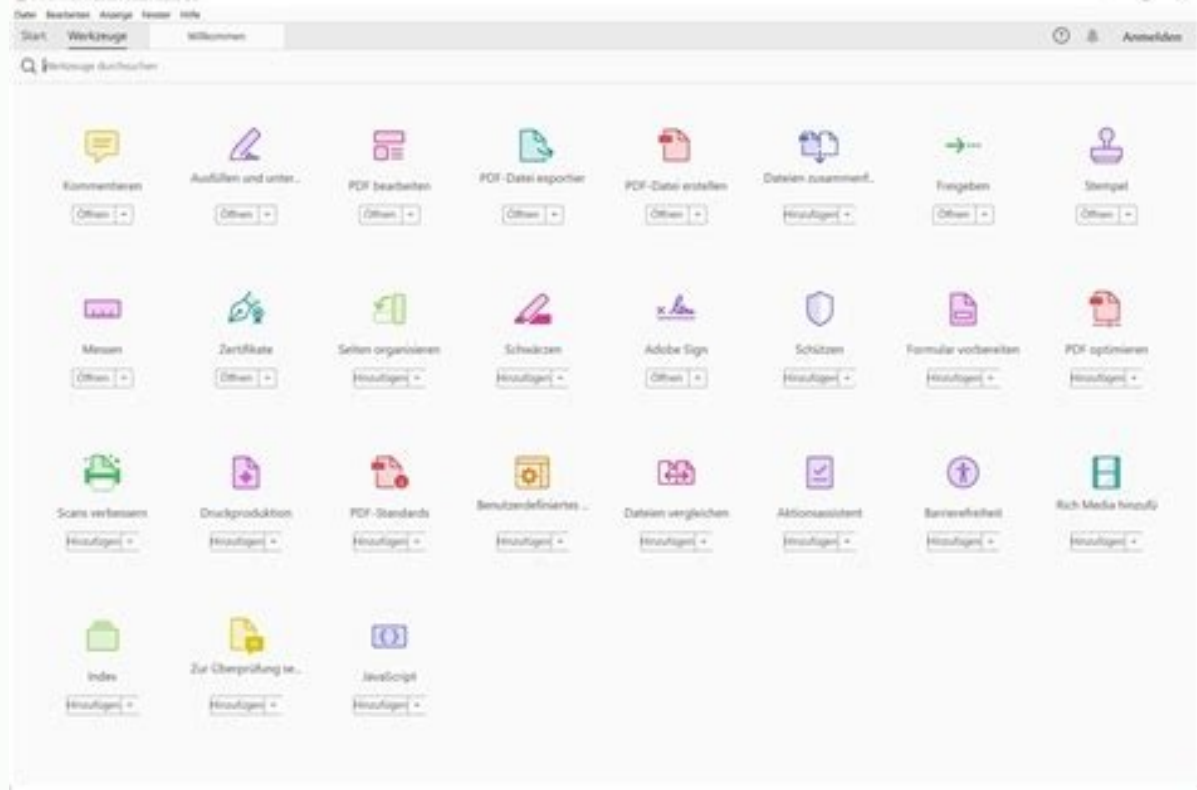 Datei Bearbeiten Anzeige Fenster Hilfe
Start Werkzeuge Willkommen Anmelden
Werkzeuge durchsuchen
Kommentieren Ausfüllen und unter... PDF bearbeiten PDF-Datei exportier PDF-Datei erstellen Dateien zusammenf... Freigeben Stempel
Öffnen Öffnen Öffnen Öffnen Öffnen Hinzufügen Öffnen Öffnen
Messen Zertifikate Seiten organisieren Schwärzen Adobe Sign Schützen Formular vorbereiten PDF optimieren
Öffnen Öffnen Hinzufügen Hinzufügen Öffnen Hinzufügen Hinzufügen Hinzufügen
Scans verbessern Druckproduktion PDF-Standards Benutzerdefiniertes ... Dateien vergleichen Aktionsassistent Barrierefreiheit Rich Media hinzufü
Hinzufügen Hinzufügen Hinzufügen Hinzufügen Hinzufügen Hinzufügen Hinzufügen Hinzufügen
Index Zur Überprüfung se... JavaScript
Hinzufügen Hinzufügen Hinzufügen